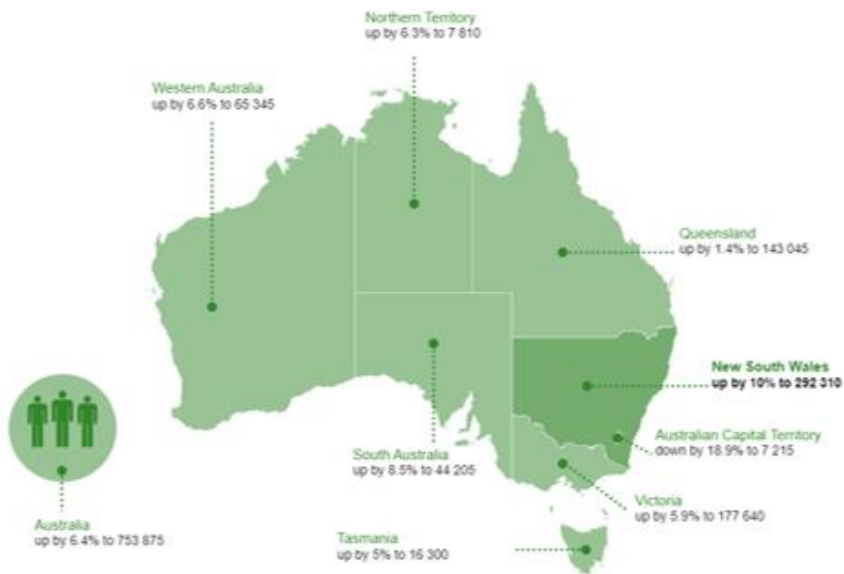 Northern Territory
up by 6.3% to 7 810
Western Australia
up by 6.6% to 65 345
Queensland
up by 1.4% to 143 045
New South Wales
up by 10% to 292 310
Australian Capital Territory
down by 18.9% to 7 215
South Australia
up by 8.5% to 44 205
Victoria
up by 5.9% to 177 640
Australia
up by 6.4% to 753 875
Tasmania
up by 5% to 16 300